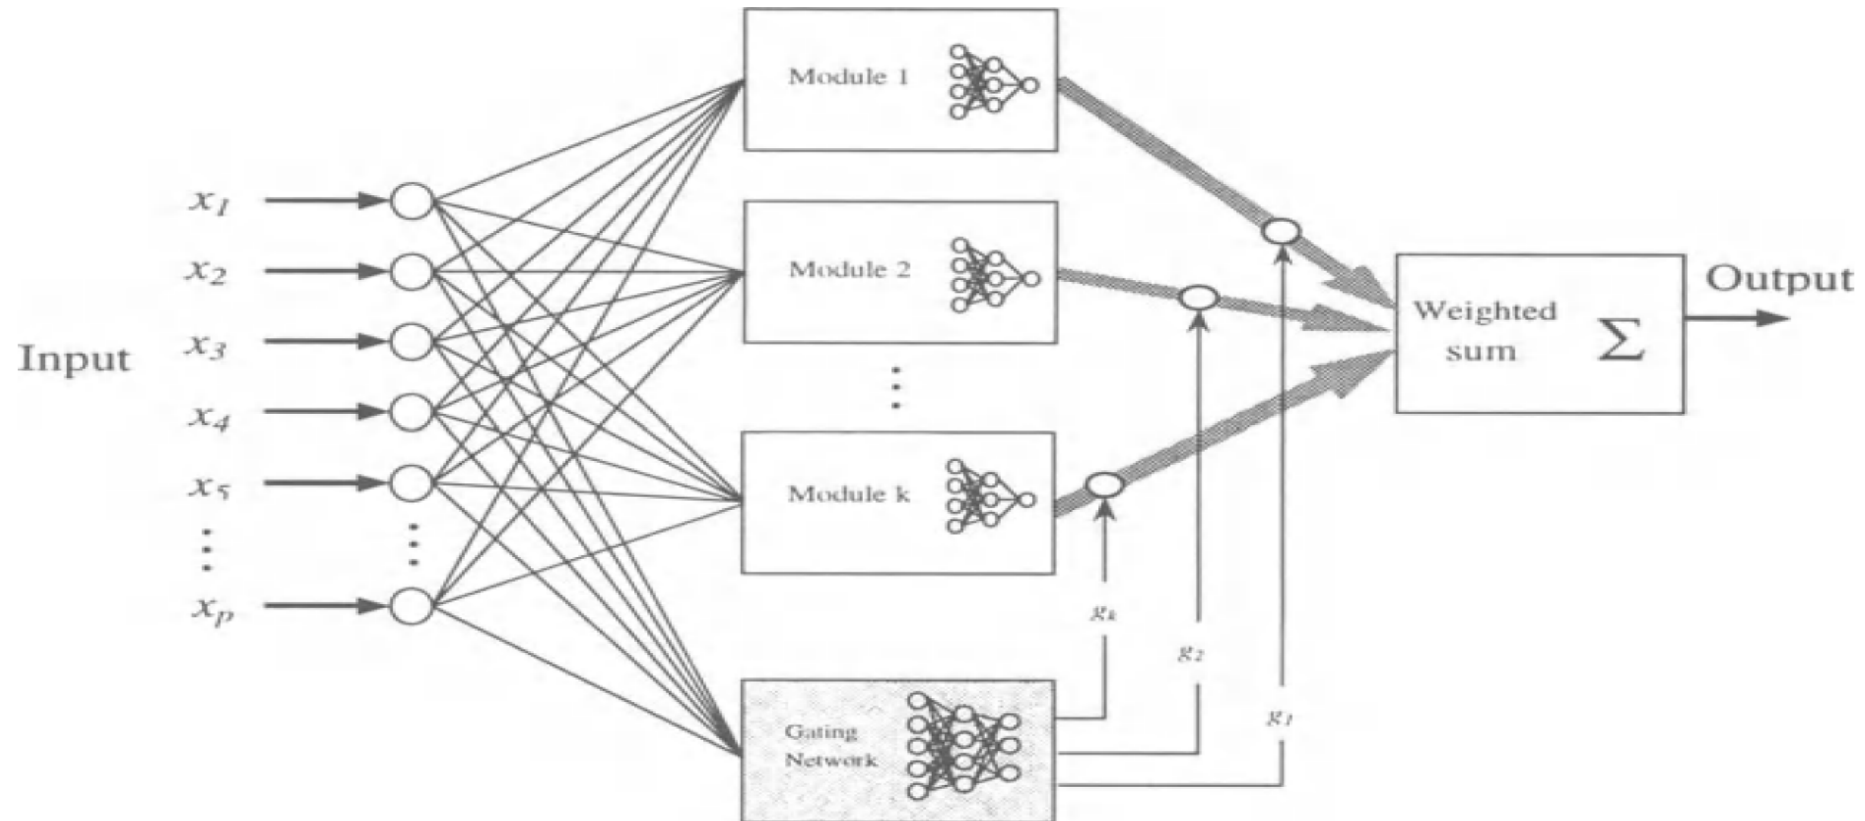 Input
x1
x2
x3
x4
x5
xp
Module 1
Module 2
Module k
Gating
Network
gk
g2
g1
Weighted
sum Σ
Output